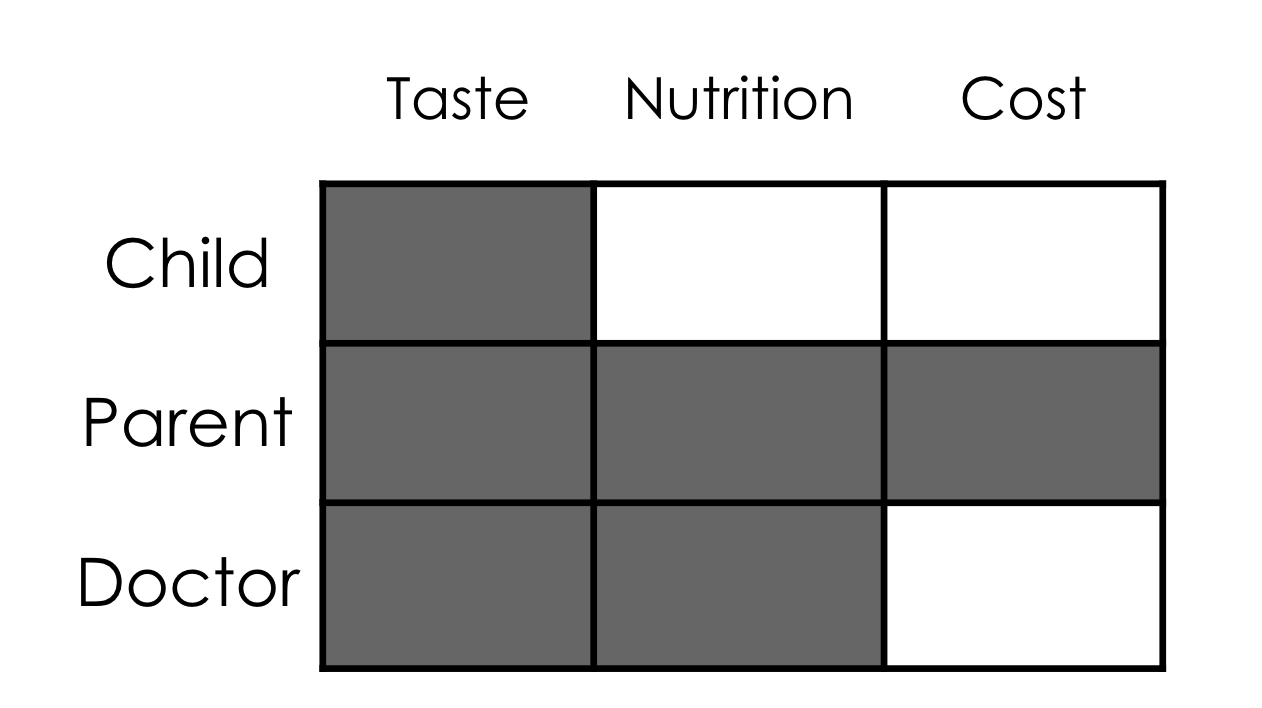 Taste Nutrition Cost
Child
Parent
Doctor